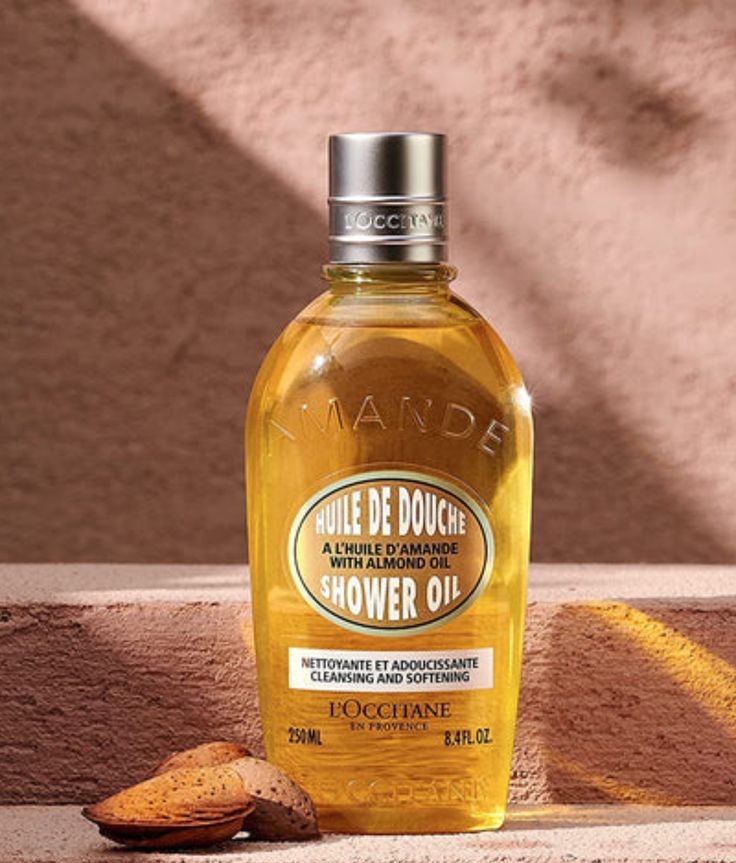 L'OCCITANE
AMANDE
HUILE DE DOUCHE
A L'HUILE D'AMANDE
WITH ALMOND OIL
SHOWER OIL
NETTOYANTE ET ADOUCISSANTE
CLEANSING AND SOFTENING
L'OCCITANE
EN PROVENCE
250ML 8.4FL.OZ.
L'OCCITANE